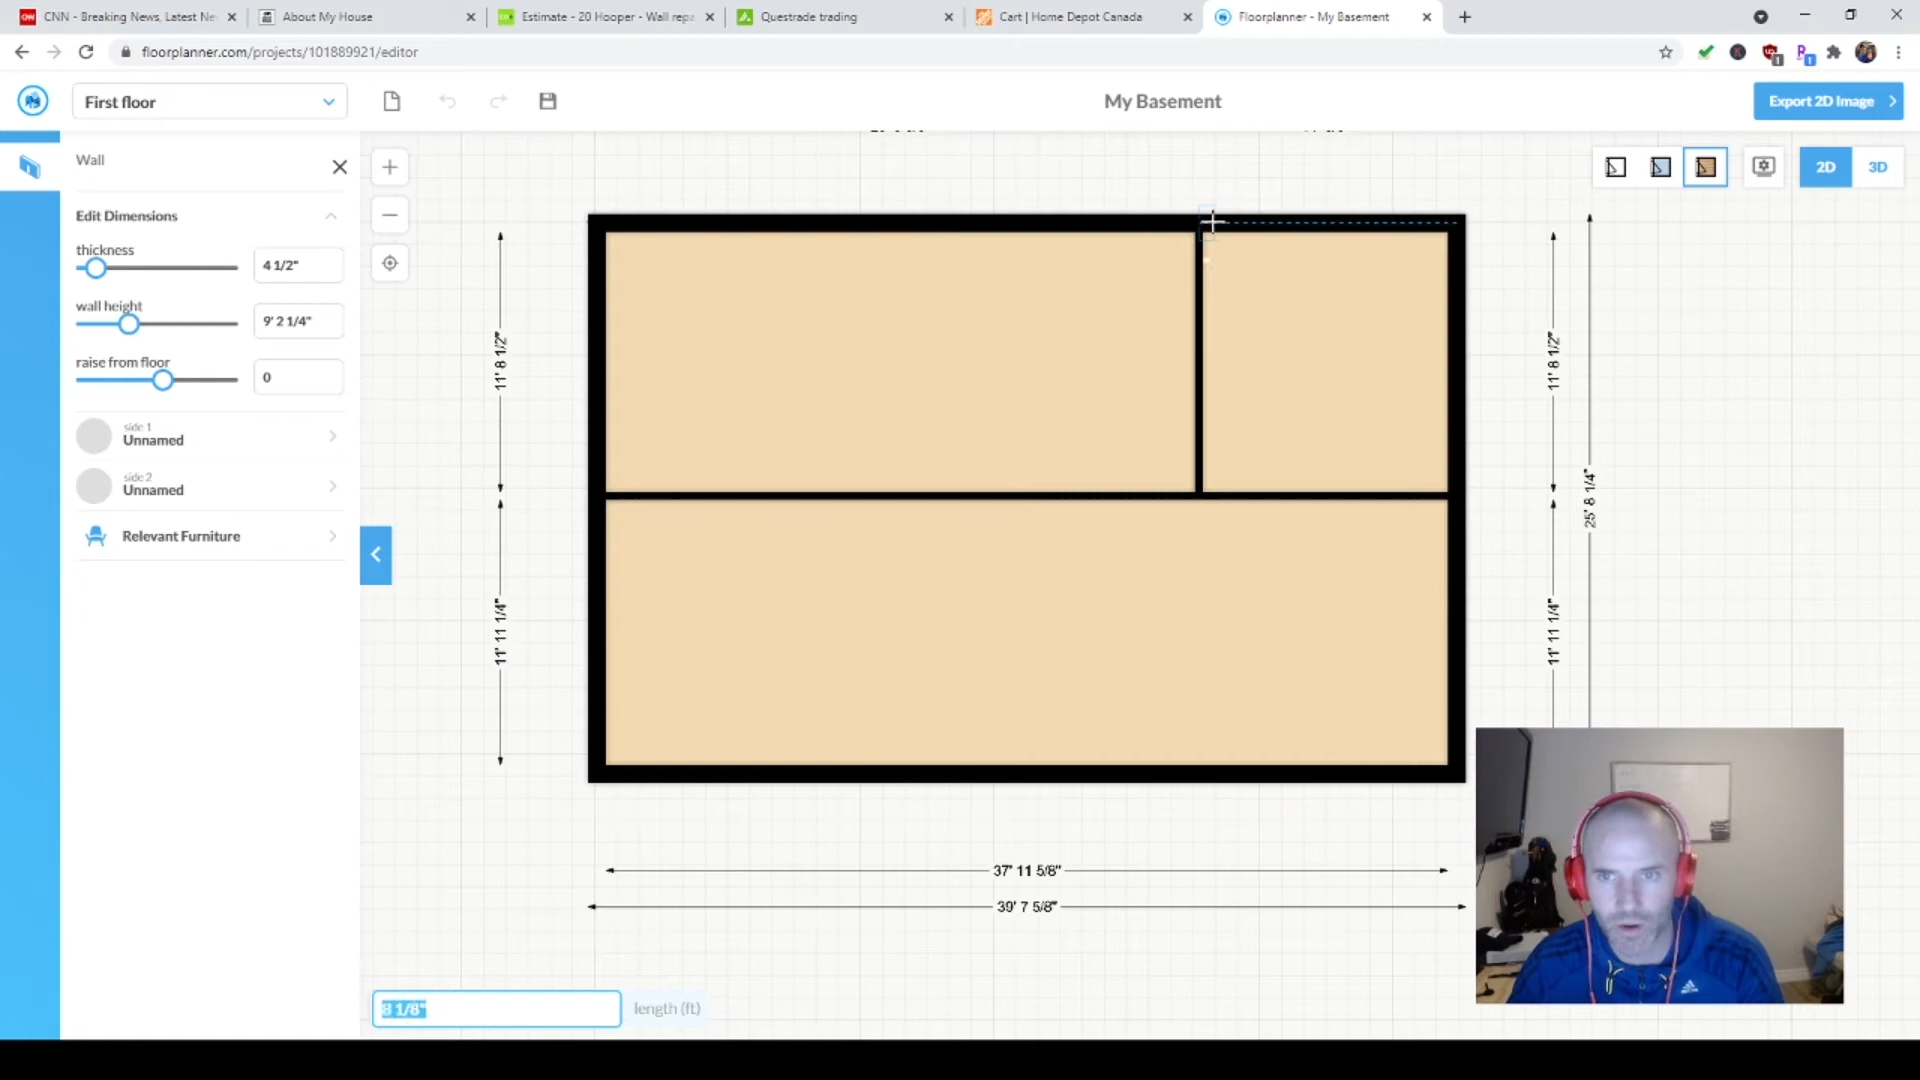 CNN - Breaking News, Latest Ne
About My House
Estimate - 20 Hooper - Wall repa
Questrade trading
Cart | Home Depot Canada
Floorplanner - My Basement
floorplanner.com/projects/101889921/editor
First floor
My Basement
Export 2D Image
Wall
Edit Dimensions
thickness
4 1/2"
wall height
9' 2 1/4"
raise from floor
0
side 1
Unnamed
side 2
Unnamed
Relevant Furniture
2D
3D
11' 8 1/2"
11' 11 1/4"
11' 8 1/2"
11' 11 1/4"
25' 8 1/4"
37' 11 5/8"
39' 7 5/8"
8 1/8"
length (ft)